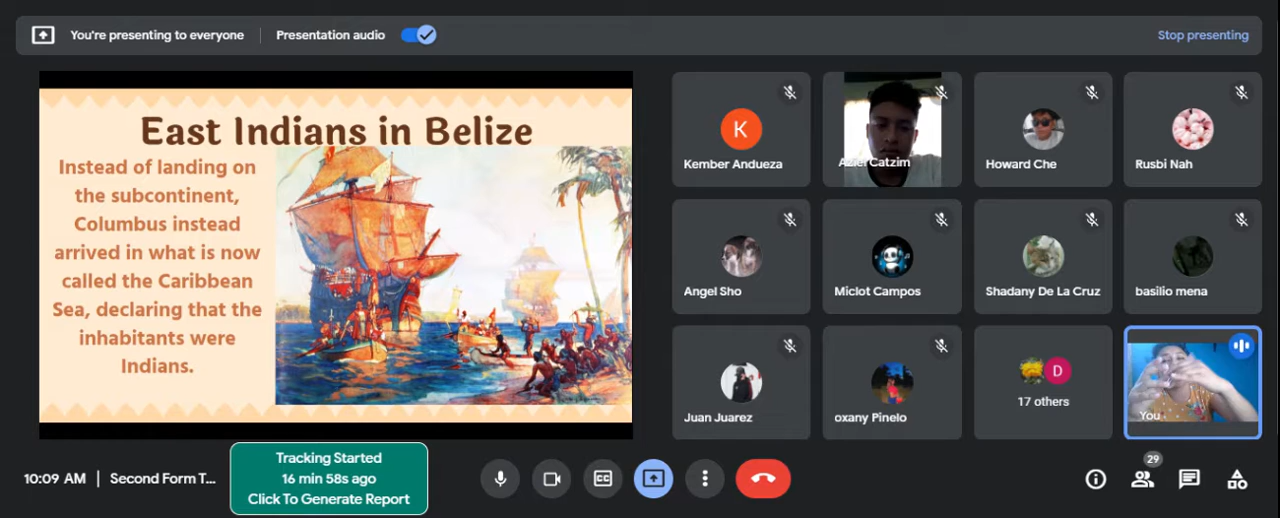 You're presenting to everyone
Presentation audio
Stop presenting
East Indians in Belize
Instead of landing on
the subcontinent,
Columbus instead
arrived in what is now
called the Caribbean
Sea, declaring that the
inhabitants were
Indians.
K
Kember Andueza
Aziel Catzim
Howard Che
Rusbi Nah
Angel Sho
Miclot Campos
Shadany De La Cruz
basilio mena
Juan Juarez
oxany Pinelo
D
17 others
You
10:09 AM | Second Form T...
Tracking Started
16 min 58s ago
Click To Generate Report
CC
29